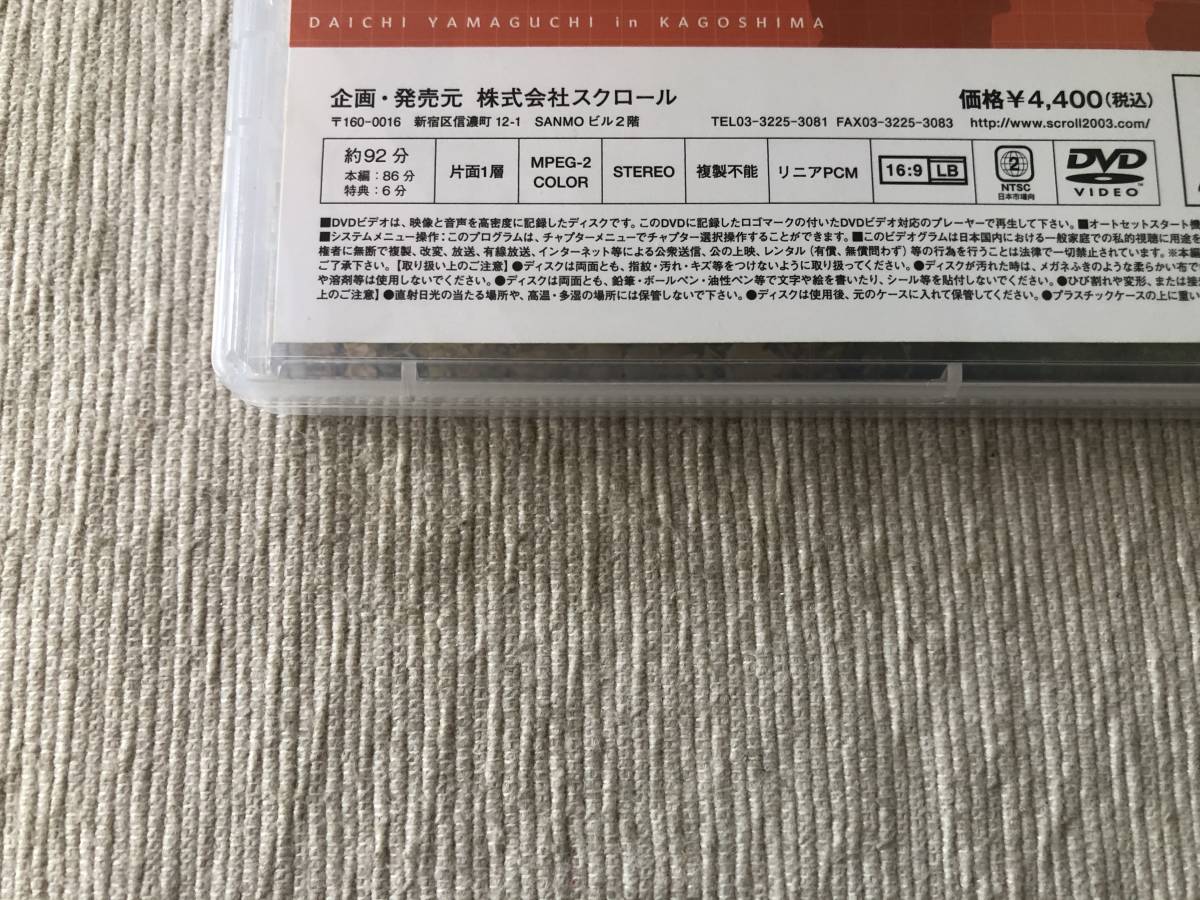 DAICHI YAMAGUCHI in KAGOSHIMA
企画・発売元 株式会社スクロール
価格¥4,400(税込)
〒160-0016 新宿区信濃町12-1 SANMOビル2階 TEL03-3225-3081 FAX03-3225-3083 http://www.scroll2003.com/
約92分
本編:86分
特典:6分
片面1層
MPEG-2
COLOR
STEREO
複製不能
リニアPCM
16:9 LB
2
NTSC
日本市場向
DVD
VIDEO
■DVDビデオは、映像と音声を高密度に記録したディスクです。このDVDに記録したロゴマークの付いたDVDビデオ対応のプレーヤーで再生して下さい。■オートセットスタート機
■システムメニュー操作:このプログラムは、チャプターメニューでチャプター選択操作することができます。■このビデオグラムは日本国内における一般家庭での私的視聴に用途を
権者に無断で複製、改変、放送、有線放送、インターネット等による公衆送信、公の上映、レンタル(有償、無償問わず)等の行為を行うことは法律で一切禁止されています。※本編
ご了承下さい。【取り扱い上のご注意】●ディスクは両面とも、指紋・汚れ・キズ等をつけないように取り扱ってください。●ディスクが汚れた時は、メガネふきのような柔らかい布で
や溶剤等は使用しないでください。●ディスクは両面とも、鉛筆・ボールペン・油性ペン等で文字や絵を書いたり、シール等を貼付しないでください。●ひび割れや変形、または接
上のご注意】●直射日光の当たる場所や、高温・多湿の場所には保管しないで下さい。●ディスクは使用後、元のケースに入れて保管してください。●プラスチックケースの上に重い